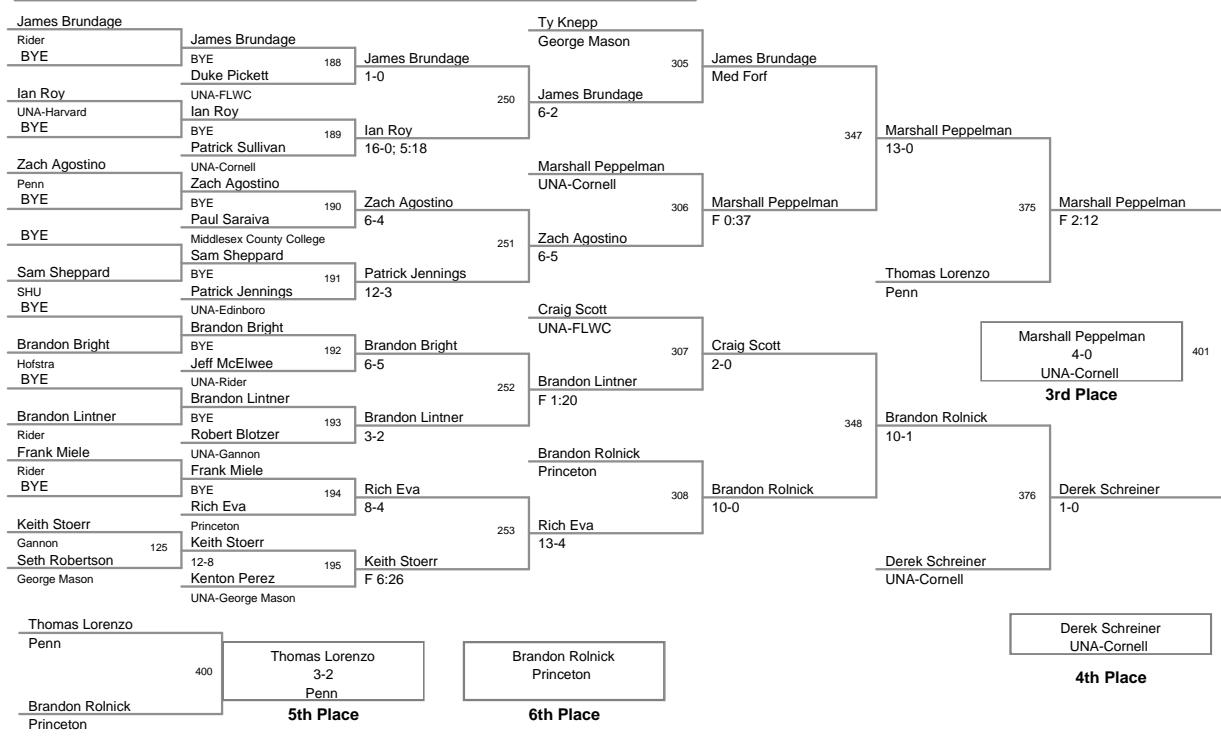 James Brundage
Rider
BYE
Ian Roy
UNA-Harvard
BYE
Zach Agostino
Penn
BYE
BYE
Sam Sheppard
SHU
BYE
Brandon Bright
Hofstra
BYE
Brandon Lintner
Rider
Frank Miele
Rider
BYE
Keith Stoerr
Gannon
125
Seth Robertson
George Mason
James Brundage
BYE
188
Duke Pickett
UNA-FLWC
Ian Roy
BYE
189
Patrick Sullivan
UNA-Cornell
Zach Agostino
BYE
190
Paul Saraiva
Middlesex County College
Sam Sheppard
BYE
191
Patrick Jennings
UNA-Edinboro
Brandon Bright
BYE
192
Jeff McElwee
UNA-Rider
Brandon Lintner
BYE
193
Robert Blotzer
UNA-Gannon
Frank Miele
BYE
194
Rich Eva
Princeton
Keith Stoerr
12-8
195
Kenton Perez
UNA-George Mason
James Brundage
1-0
250
Ian Roy
16-0; 5:18
Zach Agostino
6-4
251
Patrick Jennings
12-3
Brandon Bright
6-5
252
Brandon Lintner
3-2
Rich Eva
8-4
253
Keith Stoerr
F 6:26
Ty Knepp
George Mason
305
James Brundage
6-2
Marshall Peppelman
UNA-Cornell
306
Zach Agostino
6-5
Craig Scott
UNA-FLWC
307
Brandon Lintner
F 1:20
Brandon Rolnick
Princeton
308
Rich Eva
13-4
James Brundage
Med Forf
347
Marshall Peppelman
F 0:37
Craig Scott
2-0
348
Brandon Rolnick
10-0
Marshall Peppelman
13-0
375
Thomas Lorenzo
Penn
Brandon Rolnick
10-1
376
Derek Schreiner
UNA-Cornell
Marshall Peppelman
F 2:12
Marshall Peppelman
4-0
401
UNA-Cornell
3rd Place
Derek Schreiner
1-0
Thomas Lorenzo
Penn
400
Brandon Rolnick
Princeton
Thomas Lorenzo
3-2
Penn
5th Place
Brandon Rolnick
Princeton
6th Place
Derek Schreiner
UNA-Cornell
4th Place